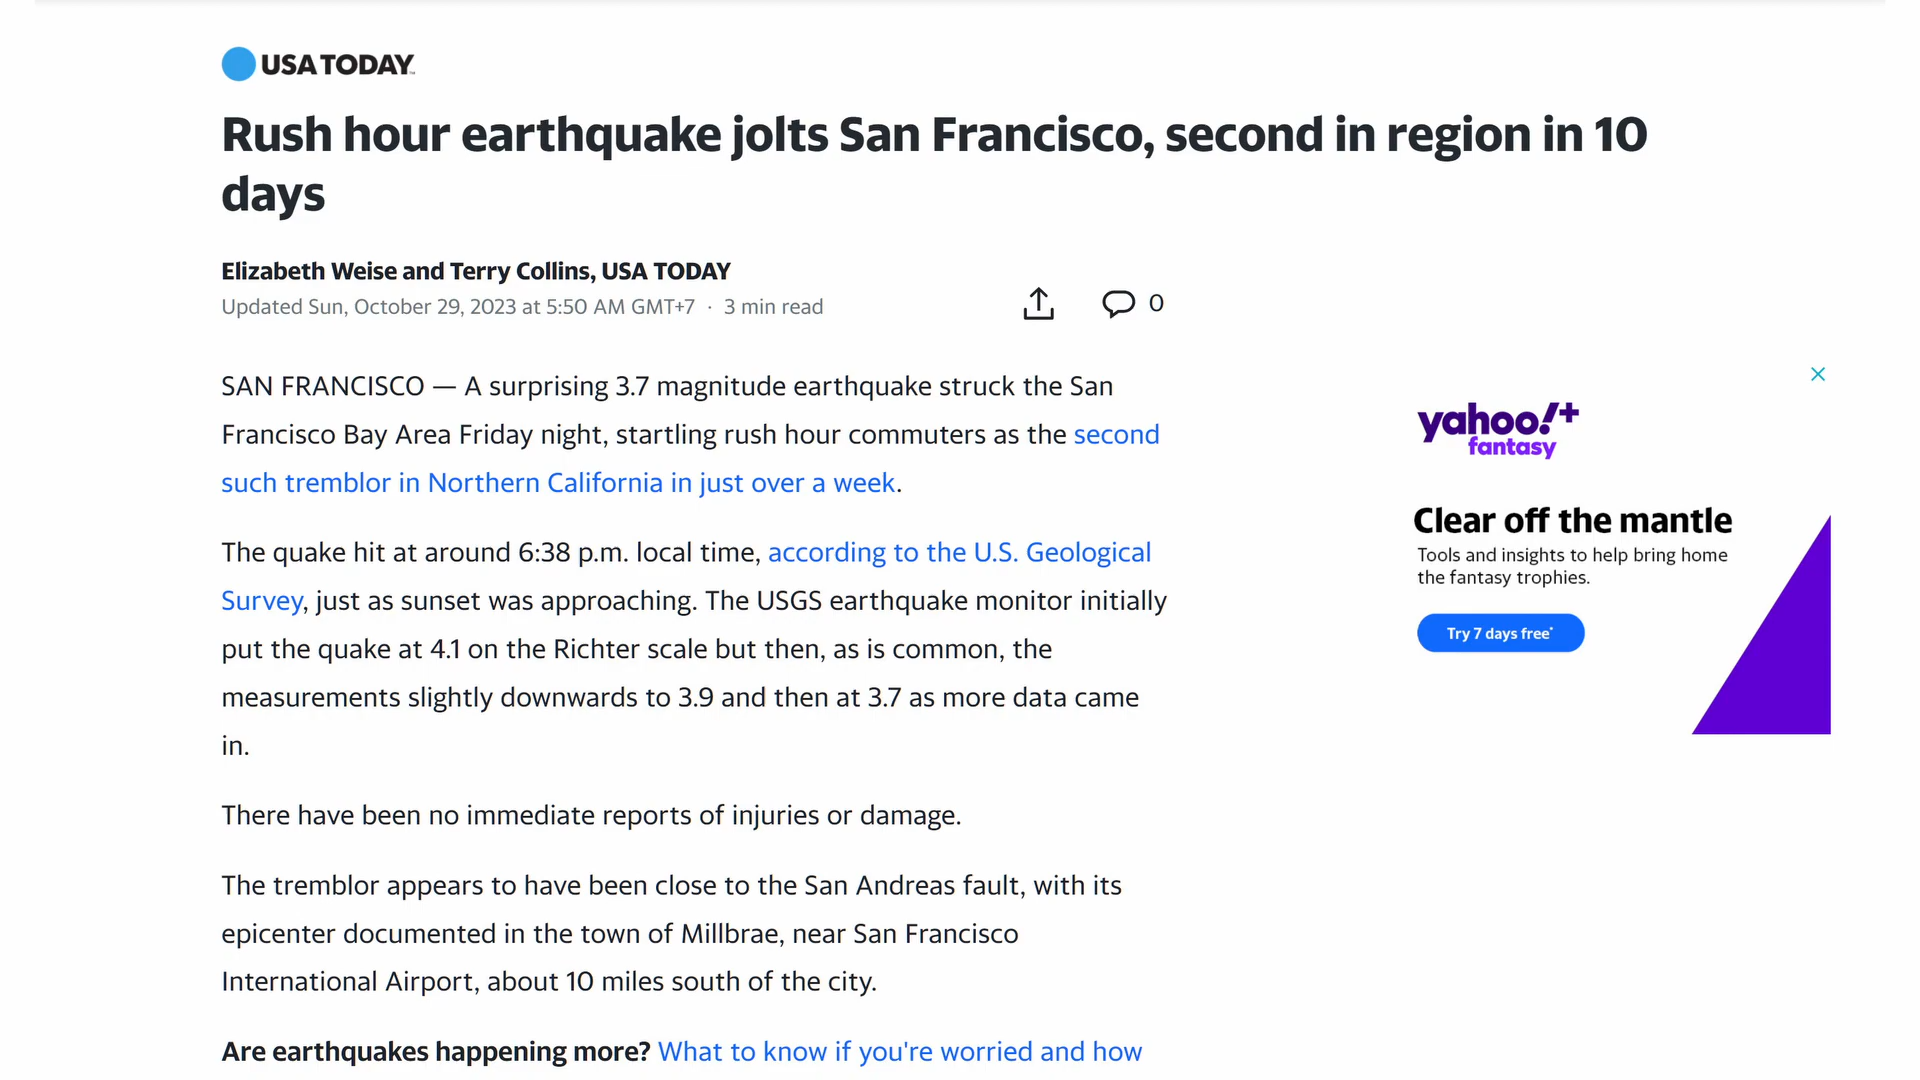 USA TODAY
Rush hour earthquake jolts San Francisco, second in region in 10
days
Elizabeth Weise and Terry Collins, USA TODAY
Updated Sun, October 29, 2023 at 5:50 AM GMT+7 · 3 min read
0
SAN FRANCISCO — A surprising 3.7 magnitude earthquake struck the San
Francisco Bay Area Friday night, startling rush hour commuters as the second
such tremblor in Northern California in just over a week.
The quake hit at around 6:38 p.m. local time, according to the U.S. Geological
Survey, just as sunset was approaching. The USGS earthquake monitor initially
put the quake at 4.1 on the Richter scale but then, as is common, the
measurements slightly downwards to 3.9 and then at 3.7 as more data came
in.
There have been no immediate reports of injuries or damage.
The tremblor appears to have been close to the San Andreas fault, with its
epicenter documented in the town of Millbrae, near San Francisco
International Airport, about 10 miles south of the city.
Are earthquakes happening more? What to know if you're worried and how
yahoo!+
fantasy
Clear off the mantle
Tools and insights to help bring home
the fantasy trophies.
Try 7 days free*